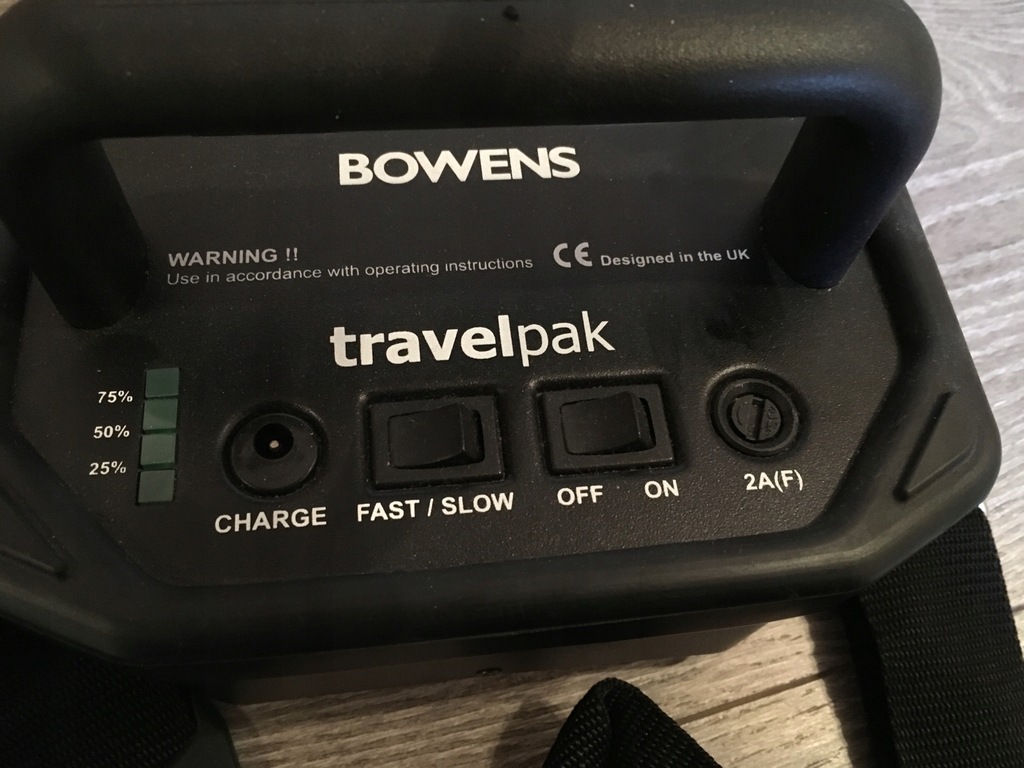 BOWENS
WARNING !!
Use in accordance with operating instructions
CE Designed in the UK
travelpak
75%
50%
25%
CHARGE
FAST / SLOW
OFF ON
2A(F)